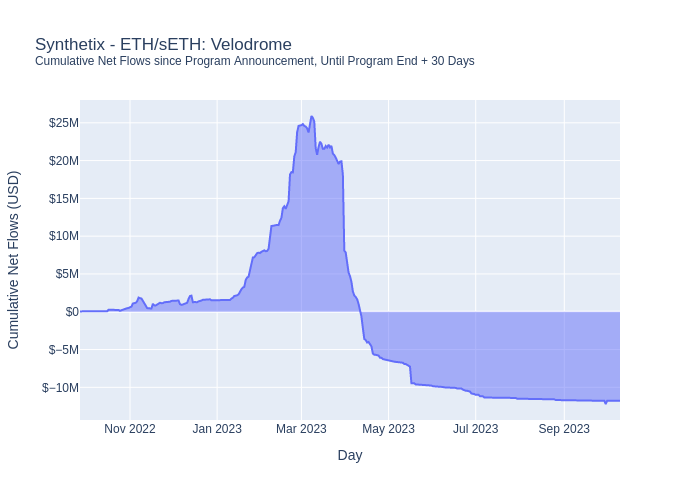 Synthetix - ETH/sETH: Velodrome
Cumulative Net Flows since Program Announcement, Until Program End + 30 Days
Cumulative Net Flows (USD)
$25M
$20M
$15M
$10M
$5M
$0
$−5M
$−10M
Nov 2022 Jan 2023 Mar 2023 May 2023 Jul 2023 Sep 2023
Day